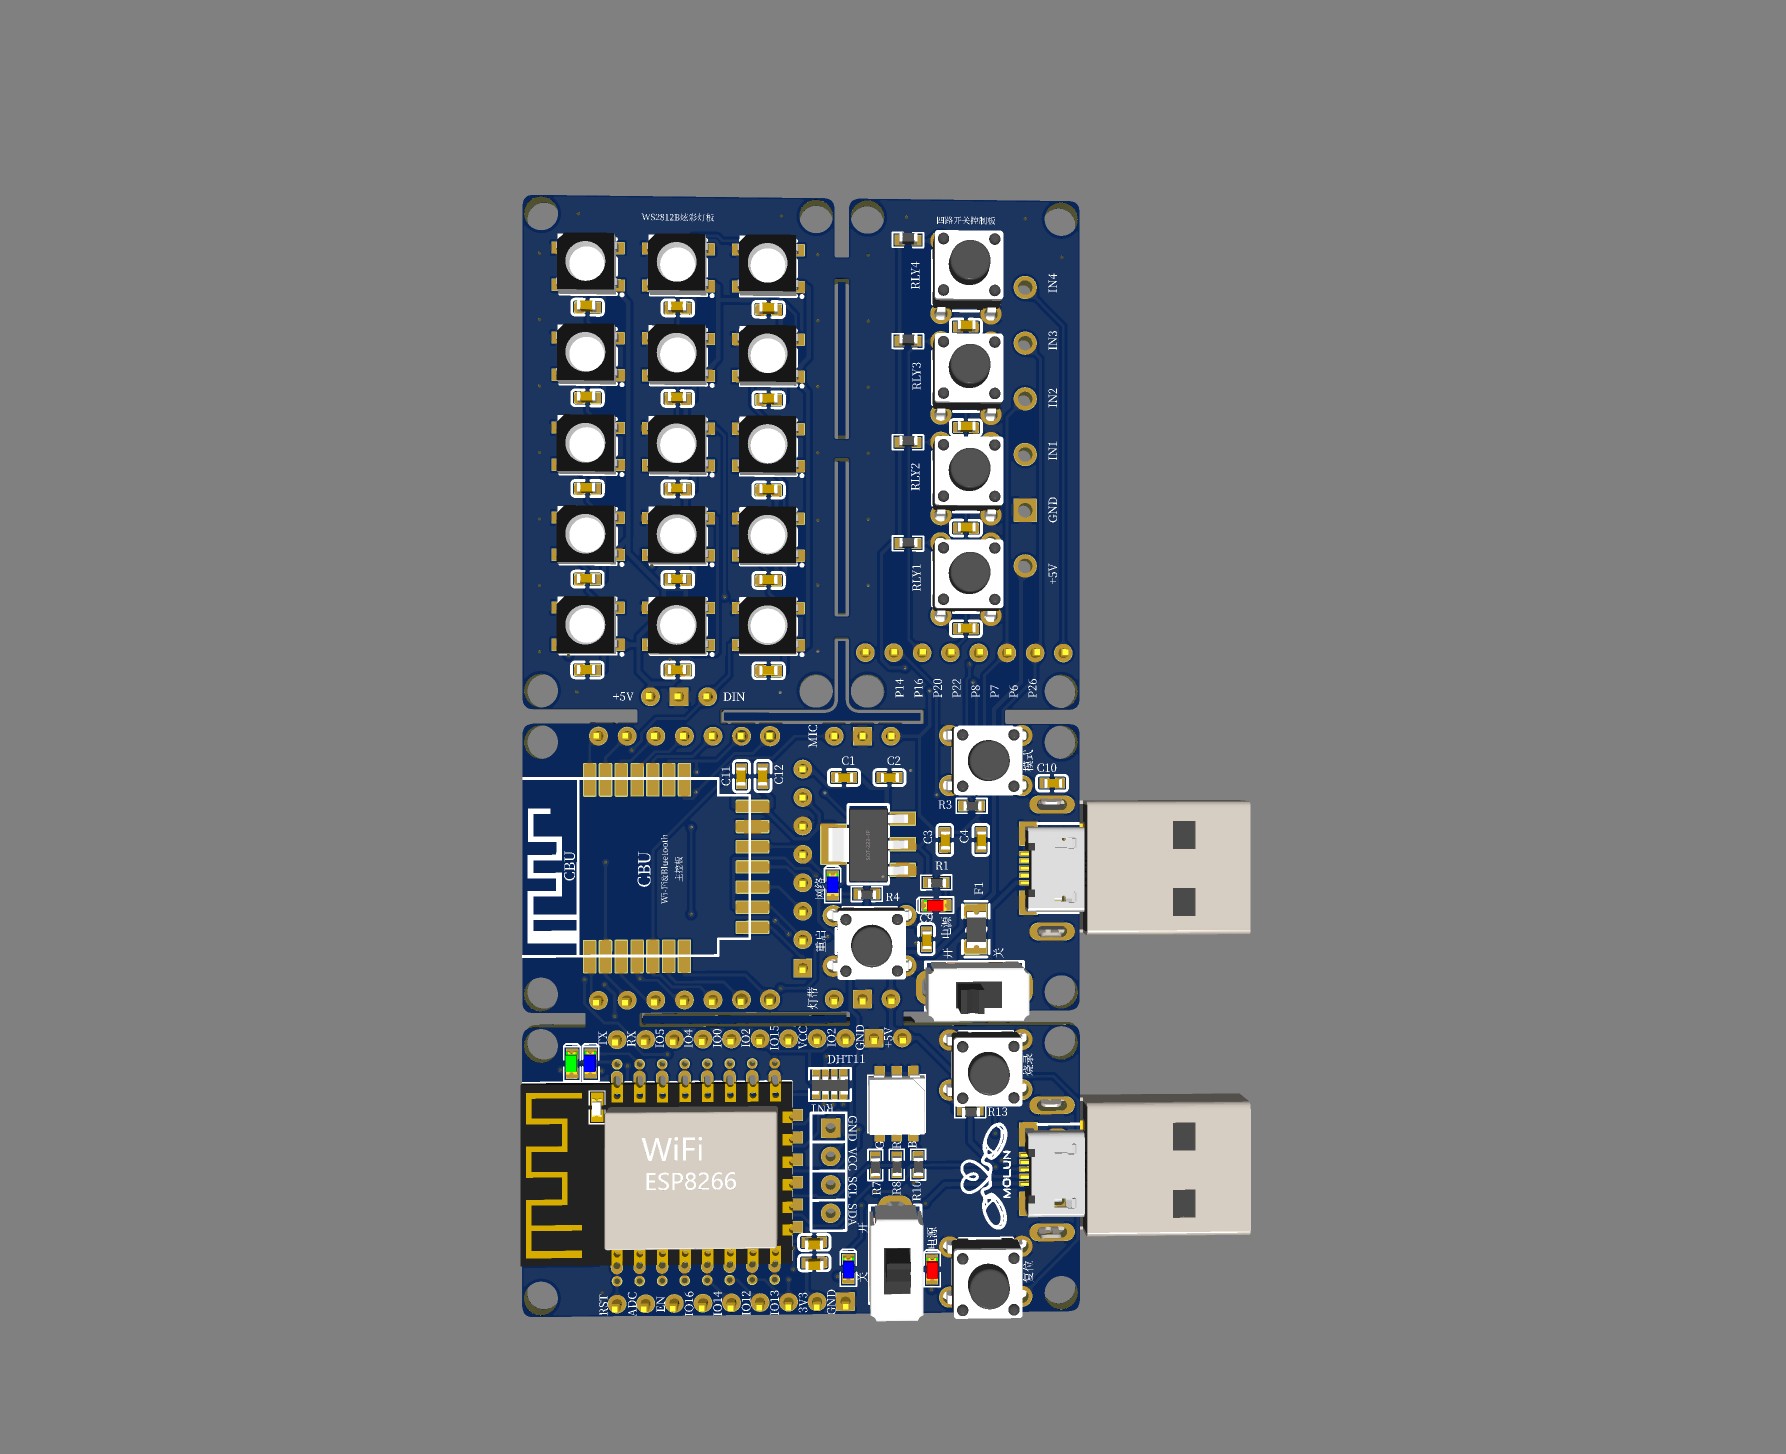 WS2812B炫彩灯板
四路开关控制板
RLY4
IN4
RLY3
IN3
IN2
RLY2
IN1
GND
RLY1
+5V
+5V
DIN
P14
P16
P20
P22
P8
P7
P6
P26
MIC
模式
C11
C12
C1
C2
C10
R3
C3
C4
CBU
CBU
Wi-Fi&Bluetooth
主控板
网络
R4
R1
F1
电源
重启
开
关
灯带
TX
RX
IO5
IO4
IO0
IO2
IO15
VCC
IO2
GND
+5V
DHT11
烧录
RN1
R13
GND
VCC
SCL
SDA
G
R
B
R7
R8
R10
MOLUN
WiFi
ESP8266
开
关
电源
复位
RST
ADC
EN
IO16
IO14
IO12
IO13
3V3
GND